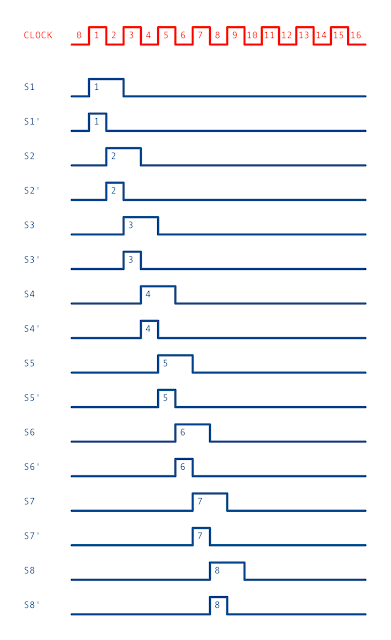 CLOCK 0 1 2 3 4 5 6 7 8 9 10 11 12 13 14 15 16
S1 1
S1' 1
S2 2
S2' 2
S3 3
S3' 3
S4 4
S4' 4
S5 5
S5' 5
S6 6
S6' 6
S7 7
S7' 7
S8 8
S8' 8